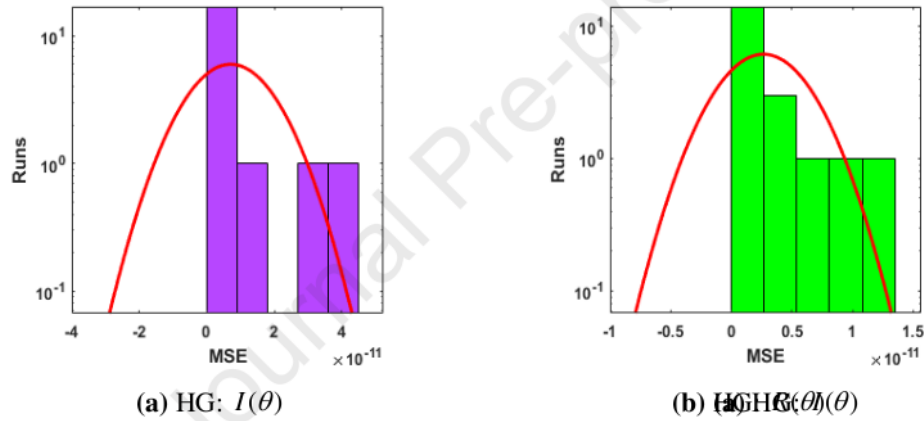 Journal Pre-pr
10¹
10⁰
10⁻¹
Runs
-4 -2 0 2 4
MSE
×10⁻¹¹
(a) HG: I(θ)
10¹
10⁰
10⁻¹
Runs
-1 -0.5 0 0.5 1 1.5
MSE
×10⁻¹¹
(b) I(θ)